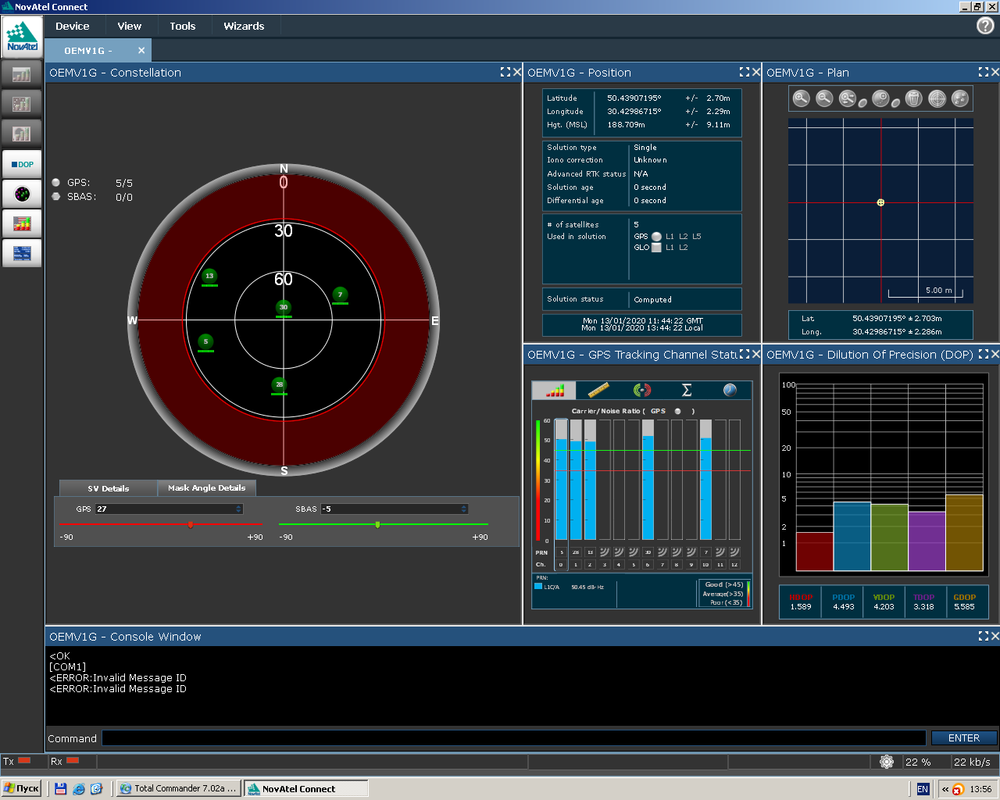 NovAtel Connect
NovAtel
Device View Tools Wizards
OEMV1G -
OEMV1G - Constellation
GPS: 5/5
SBAS: 0/0
N
0
30
60
13
7
30
5
28
W
E
S
SV Details Mask Angle Details
GPS 27 SBAS -5
-90 +90 -90 +90
DOP
OEMV1G - Position
Latitude 50.43907195° +/- 2.70m
Longitude 30.42986715° +/- 2.29m
Hgt. (MSL) 188.709m +/- 9.11m
Solution type Single
Iono correction Unknown
Advanced RTK status N/A
Solution age 0 second
Differential age 0 second
# of satellites 5
Used in solution GPS L1 L2 L5
GLO L1 L2
Solution status Computed
Mon 13/01/2020 11:44:22 GMT
Mon 13/01/2020 13:44:22 Local
OEMV1G - Plan
5.00 m
Lat. 50.43907195° ± 2.703m
Long. 30.42986715° ± 2.286m
OEMV1G - GPS Tracking Channel Statu
Carrier/Noise Ratio ( GPS )
60
50
40
30
20
10
0
PRN 5 28 13 30 7
Ch. 0 1 2 3 4 5 6 7 8 9 10 11 12
PRN:
L1C/A 50.45 dB-Hz
Good (>45)
Average(>35)
Poor (<35)
OEMV1G - Dilution Of Precision (DOP)
100
50
20
10
5
2
1
HDOP PDOP VDOP TDOP GDOP
1.589 4.493 4.203 3.318 5.585
OEMV1G - Console Window
<OK
[COM1]
<ERROR:Invalid Message ID
<ERROR:Invalid Message ID
Command ENTER
Tx Rx 22 % 22 kb/s
Пуск Total Commander 7.02a ... NovAtel Connect EN « 13:56